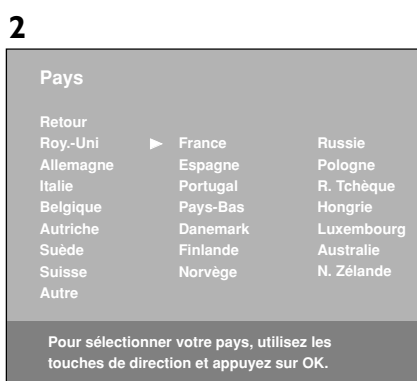 2
Pays
Retour
Roy.-Uni France Russie
Allemagne Espagne Pologne
Italie Portugal R. Tchèque
Belgique Pays-Bas Hongrie
Autriche Danemark Luxembourg
Suède Finlande Australie
Suisse Norvège N. Zélande
Autre
Pour sélectionner votre pays, utilisez les
touches de direction et appuyez sur OK.